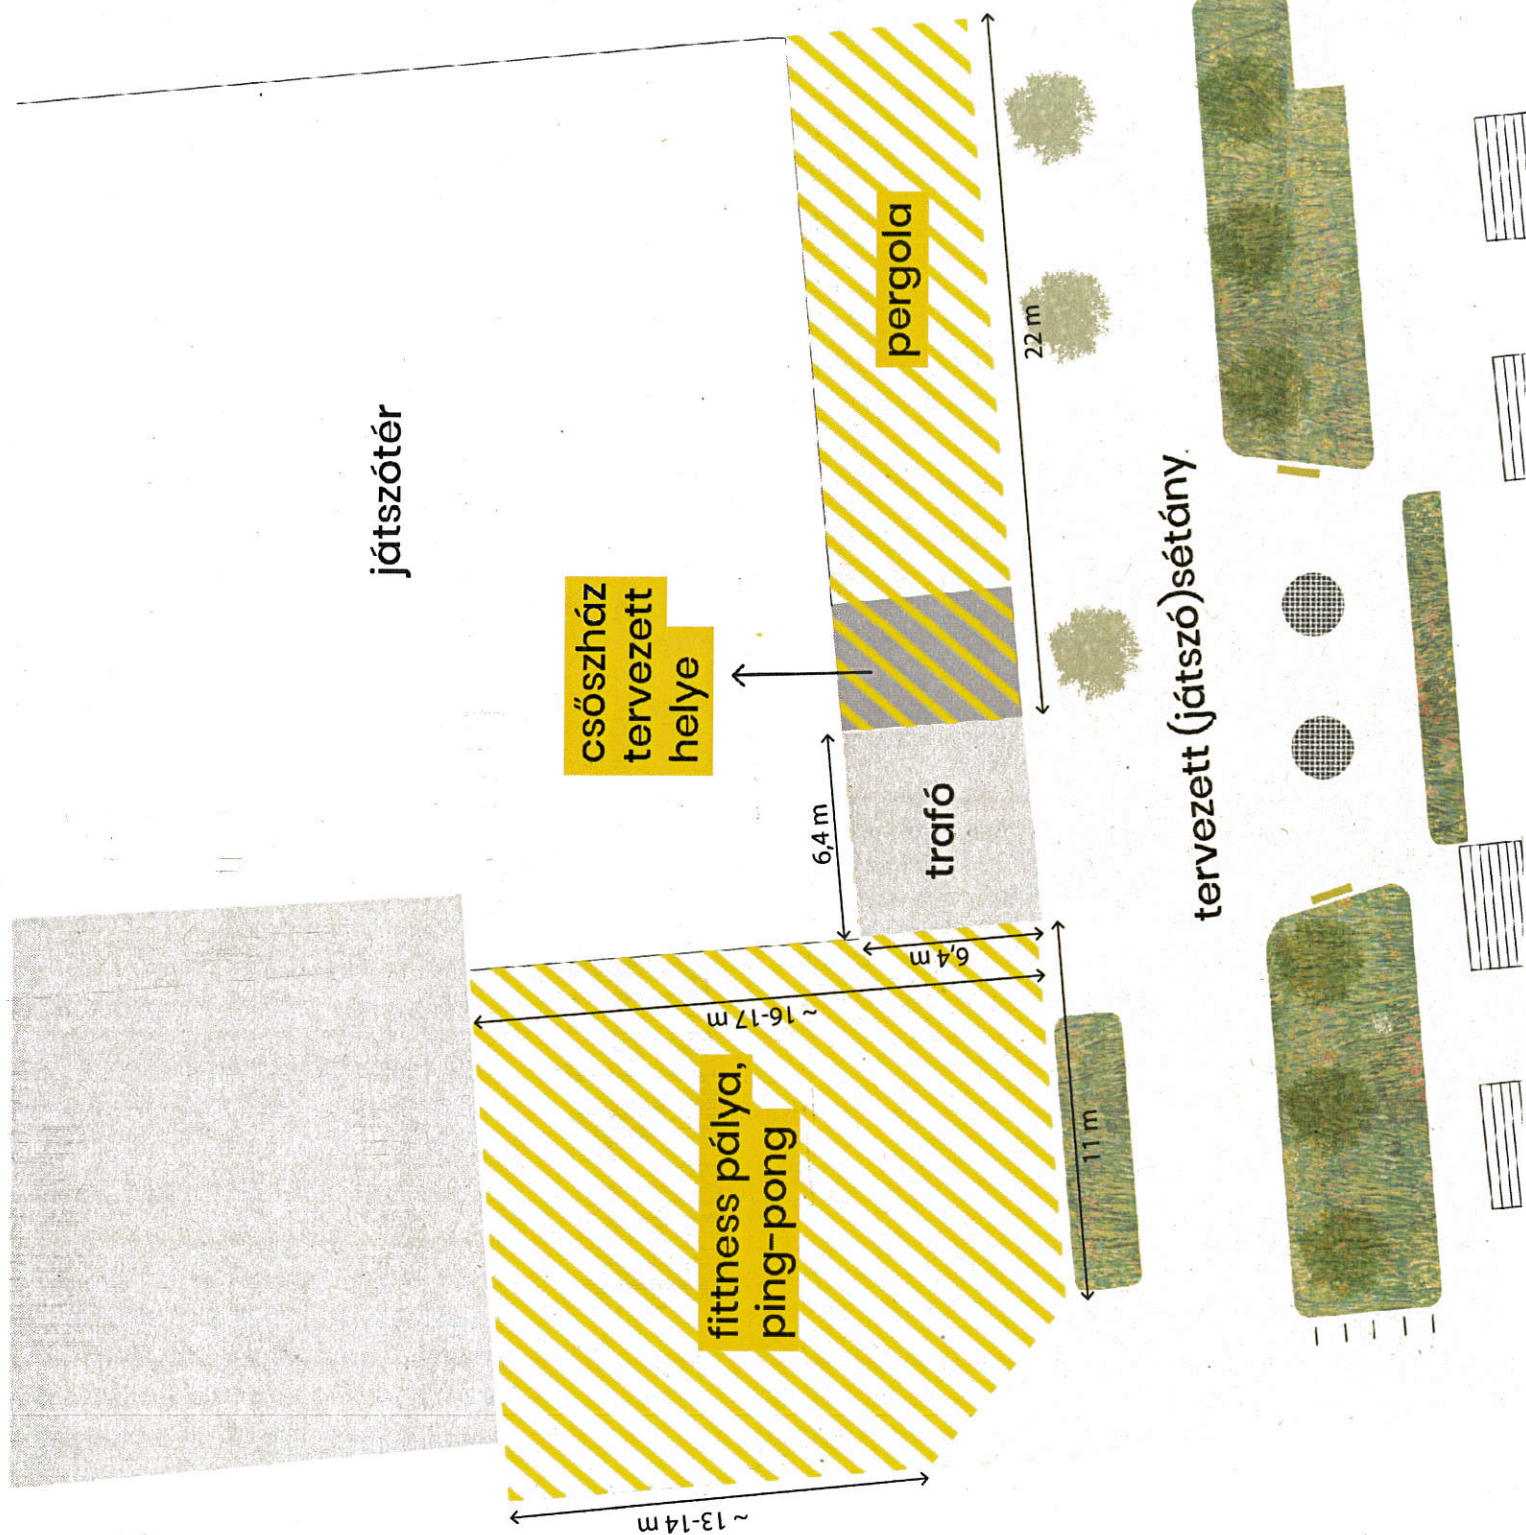 játszótér
csőszház
tervezett
helye
pergola
22 m
6,4 m
trafó
6,4 m
~ 16-17 m
fittness pálya,
ping-pong
11 m
~ 13-14 m
tervezett (játszó)sétány